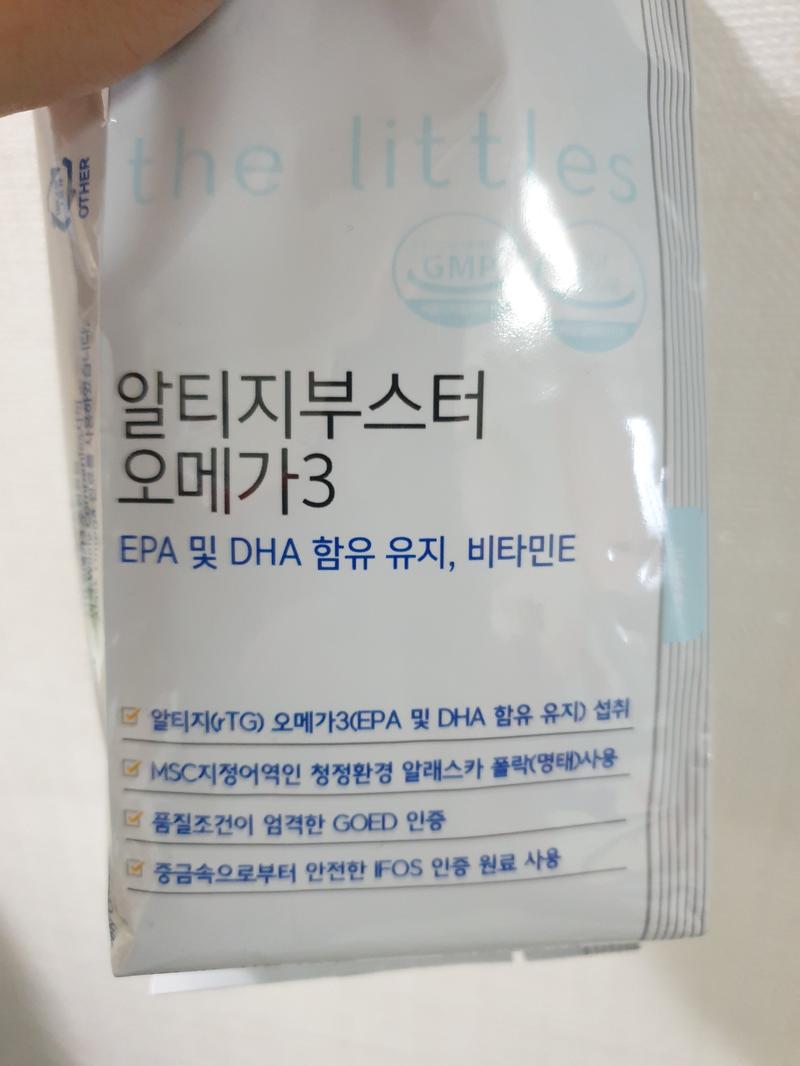 the littles
OTHER
GMP
알티지부스터
오메가3
EPA 및 DHA 함유 유지, 비타민E
알티지(rTG) 오메가3(EPA 및 DHA 함유 유지) 섭취
MSC지정어역인 청정환경 알래스카 폴락(명태)사용
품질조건이 엄격한 GOED 인증
중금속으로부터 안전한 IFOS 인증 원료 사용